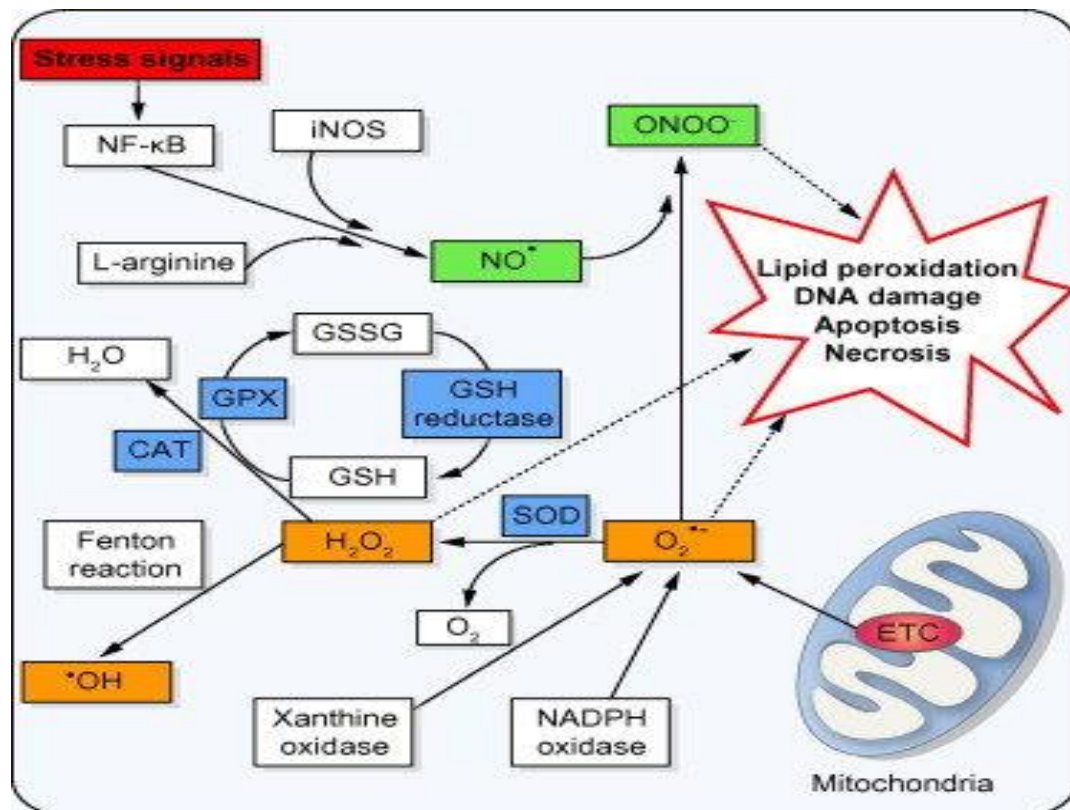 Stress signals
NF-κB
iNOS
ONOO⁻
L-arginine
NO•
Lipid peroxidation
DNA damage
Apoptosis
Necrosis
GSSG
H₂O
GPX
GSH
reductase
CAT
GSH
SOD
Fenton
reaction
H₂O₂
O₂•-
ETC
O₂
•OH
Xanthine
oxidase
NADPH
oxidase
Mitochondria